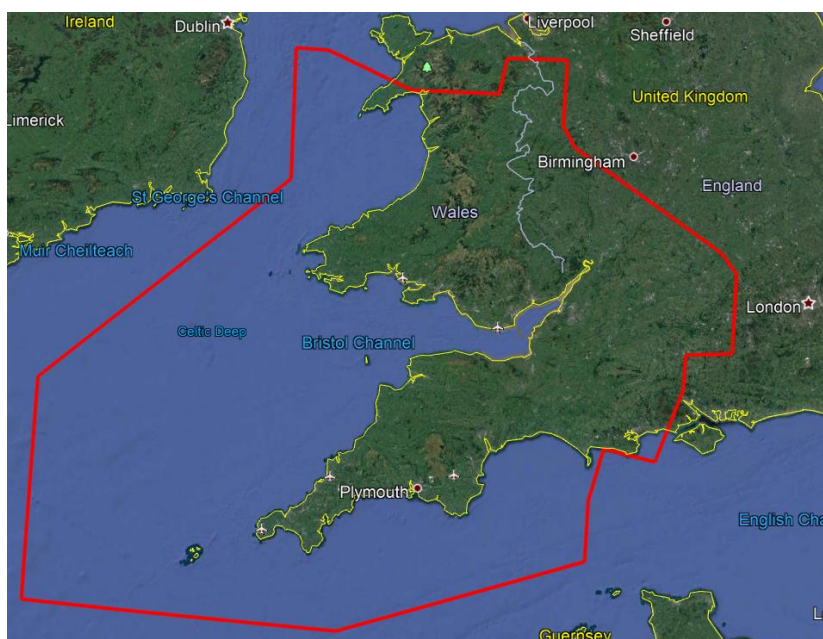 Ireland
Dublin
Liverpool
Sheffield
United Kingdom
Limerick
Birmingham
England
St George's Channel
Wales
Muir Cheilteach
London
Celtic Deep
Bristol Channel
Plymouth
English Cha
Guernsey
L